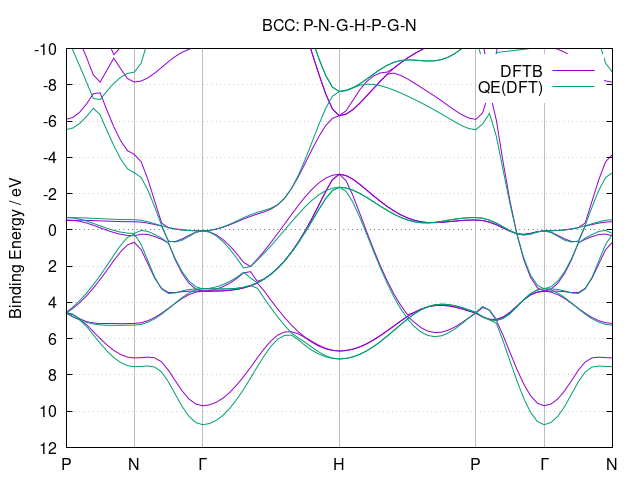 BCC: P-N-G-H-P-G-N
-10
-8
-6
-4
-2
0
2
4
6
8
10
12
Binding Energy / eV
DFTB
QE(DFT)
P N Γ H P Γ N